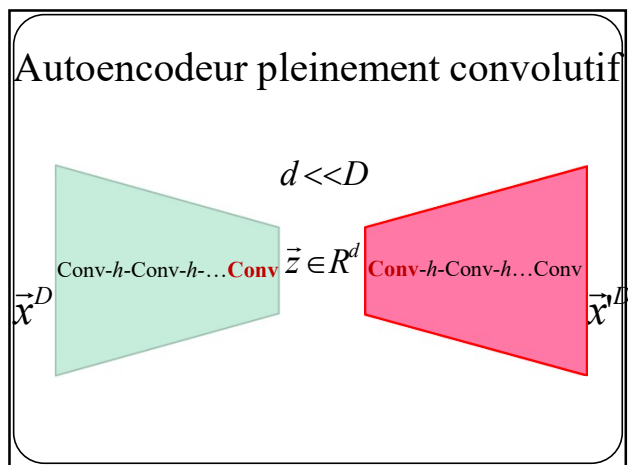 Autoencodeur pleinement convolutif
d << D
Conv-h-Conv-h-…Conv
z⃗ ∈ R^d
Conv-h-Conv-h…Conv
x⃗^D
x⃗'^D